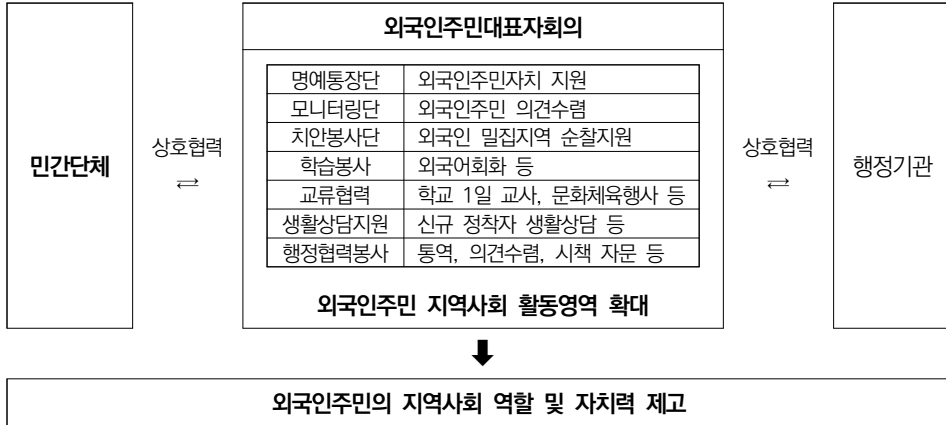 외국인주민대표자회의
명예통장단 외국인주민자치 지원
모니터링단 외국인주민 의견수렴
치안봉사단 외국인 밀집지역 순찰지원
학습봉사 외국어회화 등
교류협력 학교 1일 교사, 문화체육행사 등
생활상담지원 신규 정착자 생활상담 등
행정협력봉사 통역, 의견수렴, 시책 자문 등
외국인주민 지역사회 활동영역 확대
민간단체
상호협력
⇄
상호협력
⇄
행정기관
외국인주민의 지역사회 역할 및 자치력 제고